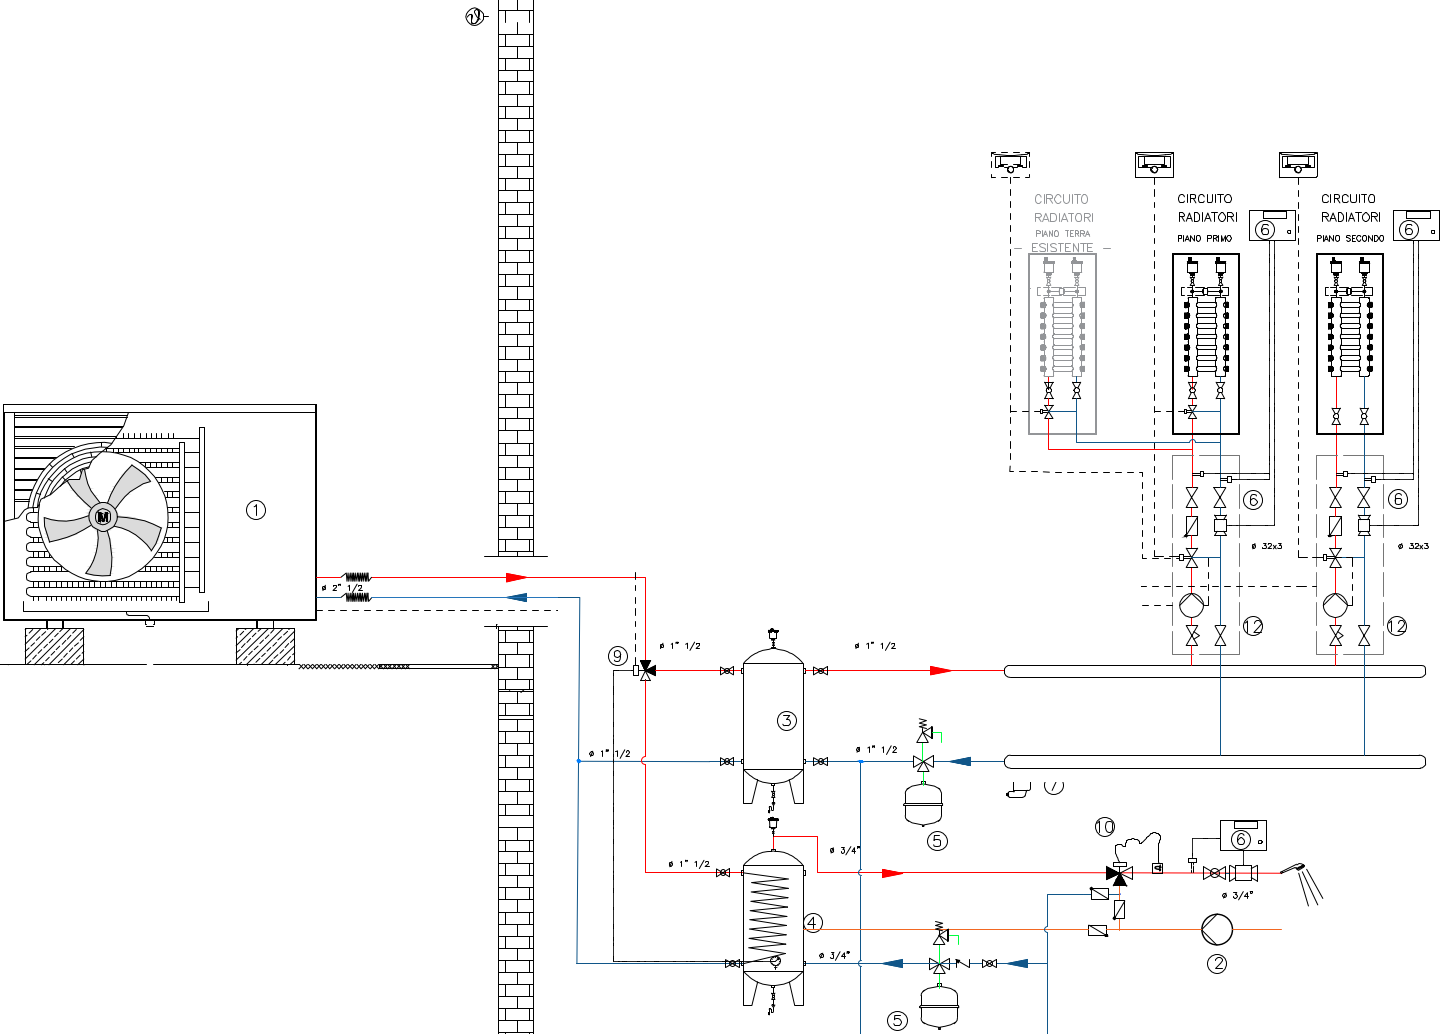 CIRCUITO
RADIATORI
PIANO TERRA
— ESISTENTE —
CIRCUITO
RADIATORI
PIANO PRIMO
6
CIRCUITO
RADIATORI
PIANO SECONDO
6
1
M
6
6
ø 32x3
ø 32x3
ø 2" 1/2
12
12
9
ø 1" 1/2
ø 1" 1/2
3
ø 1" 1/2
ø 1" 1/2
7
5
10
6
ø 3/4"
ø 1" 1/2
ø 3/4"
4
ø 3/4"
2
5